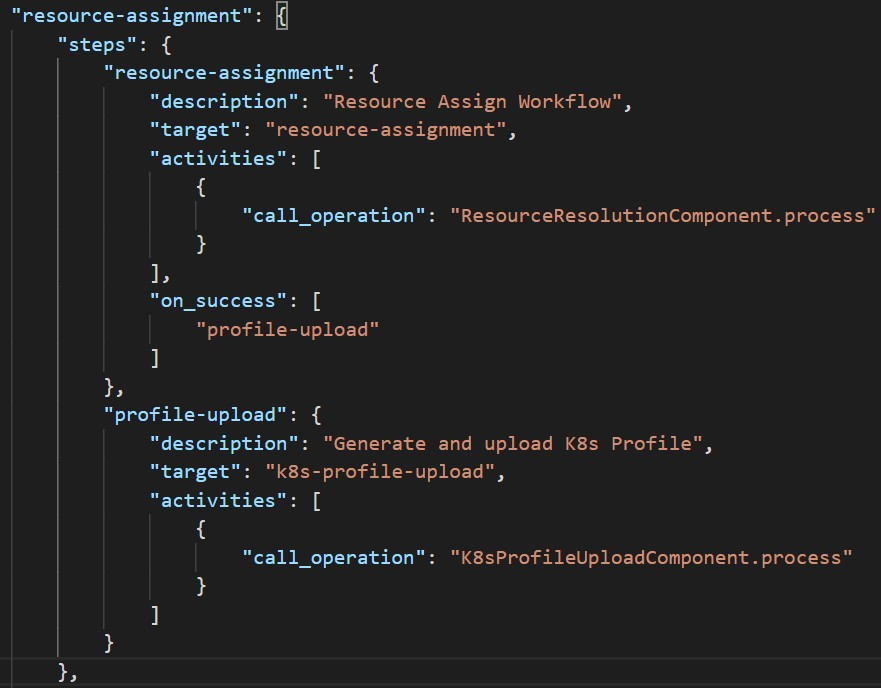 "resource-assignment": {
"steps": {
"resource-assignment": {
"description": "Resource Assign Workflow",
"target": "resource-assignment",
"activities": [
{
"call_operation": "ResourceResolutionComponent.process"
}
],
"on_success": [
"profile-upload"
]
},
"profile-upload": {
"description": "Generate and upload K8s Profile",
"target": "k8s-profile-upload",
"activities": [
{
"call_operation": "K8sProfileUploadComponent.process"
}
]
}
},